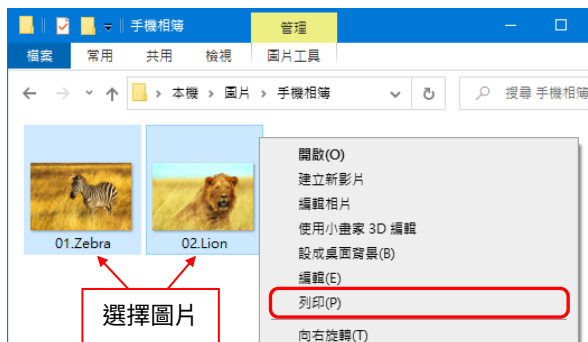 手機相簿
管理
檔案 常用 共用 檢視 圖片工具
本機 › 圖片 › 手機相簿
搜尋 手機相簿
01.Zebra
02.Lion
選擇圖片
開啟(O)
建立新影片
編輯相片
使用小畫家 3D 編輯
設成桌面背景(B)
編輯(E)
列印(P)
向右旋轉(T)